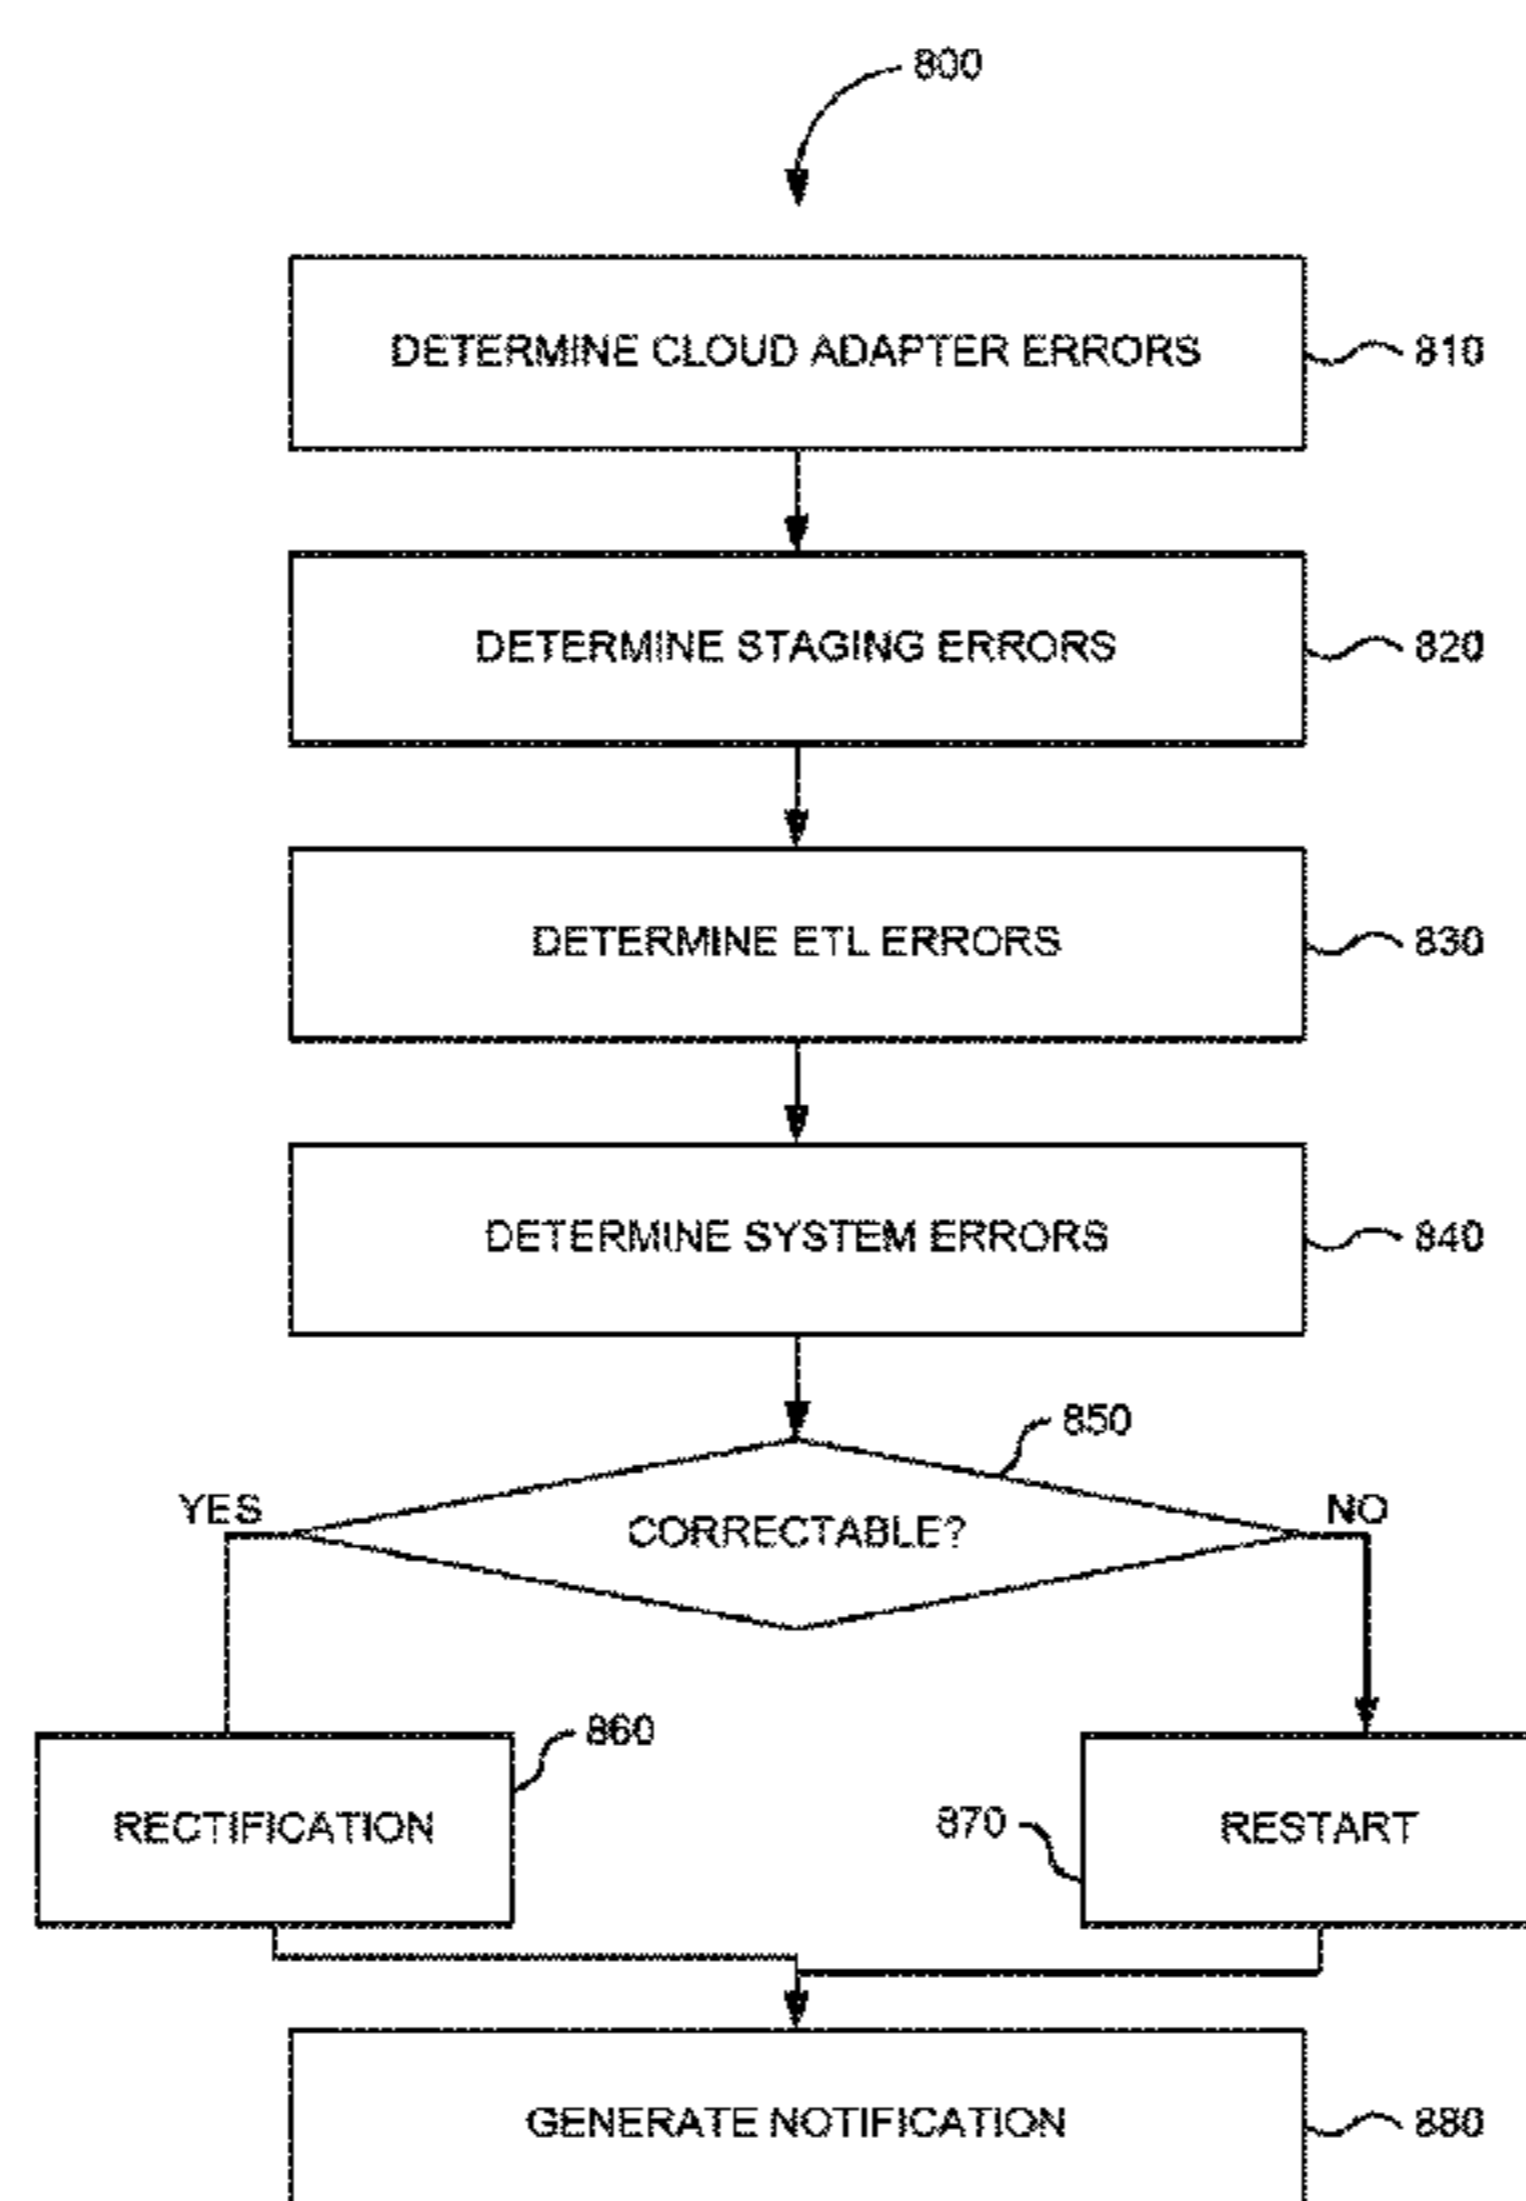 800
DETERMINE CLOUD ADAPTER ERRORS
810
DETERMINE STAGING ERRORS
820
DETERMINE ETL ERRORS
830
DETERMINE SYSTEM ERRORS
840
850
YES
CORRECTABLE?
NO
860
RECTIFICATION
870
RESTART
GENERATE NOTIFICATION
880